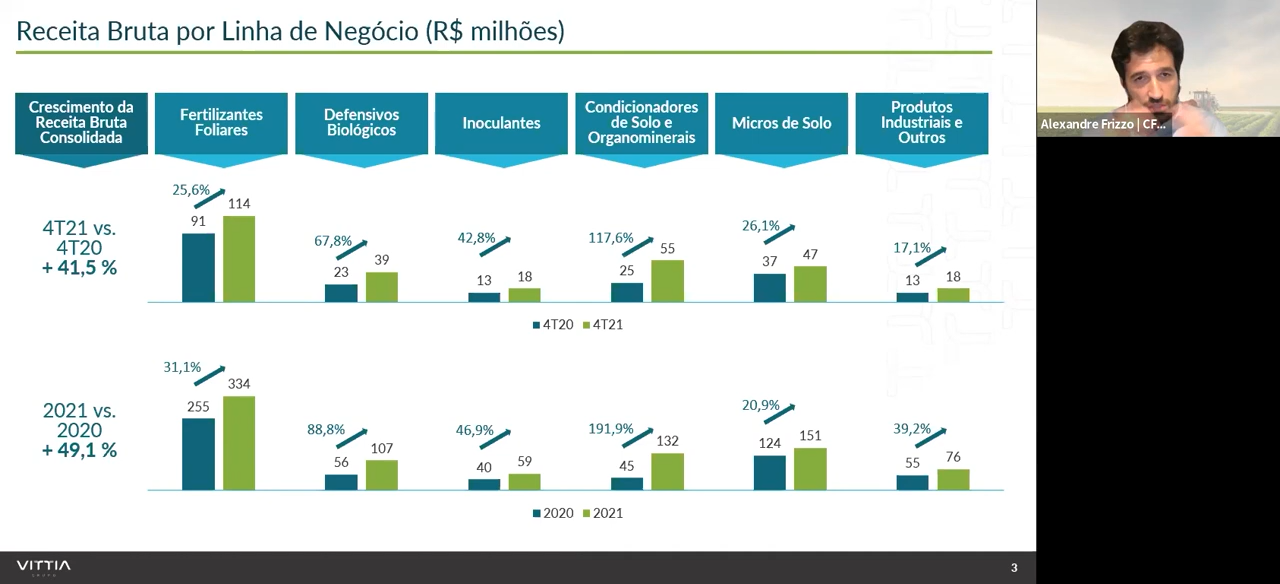 Receita Bruta por Linha de Negócio (R$ milhões)
Alexandre Frizzo | CF...
Crescimento da
Receita Bruta
Consolidada
Fertilizantes
Foliares
Defensivos
Biológicos
Inoculantes
Condicionadores
de Solo e
Organominerais
Micros de Solo
Produtos
Industriais e
Outros
4T21 vs.
4T20
+ 41,5 %
25,6%
91
114
67,8%
23
39
42,8%
13
18
117,6%
25
55
26,1%
37
47
17,1%
13
18
4T20 4T21
2021 vs.
2020
+ 49,1 %
31,1%
255
334
88,8%
56
107
46,9%
40
59
191,9%
45
132
20,9%
124
151
39,2%
55
76
2020 2021
VITTIA
GRUPO
3